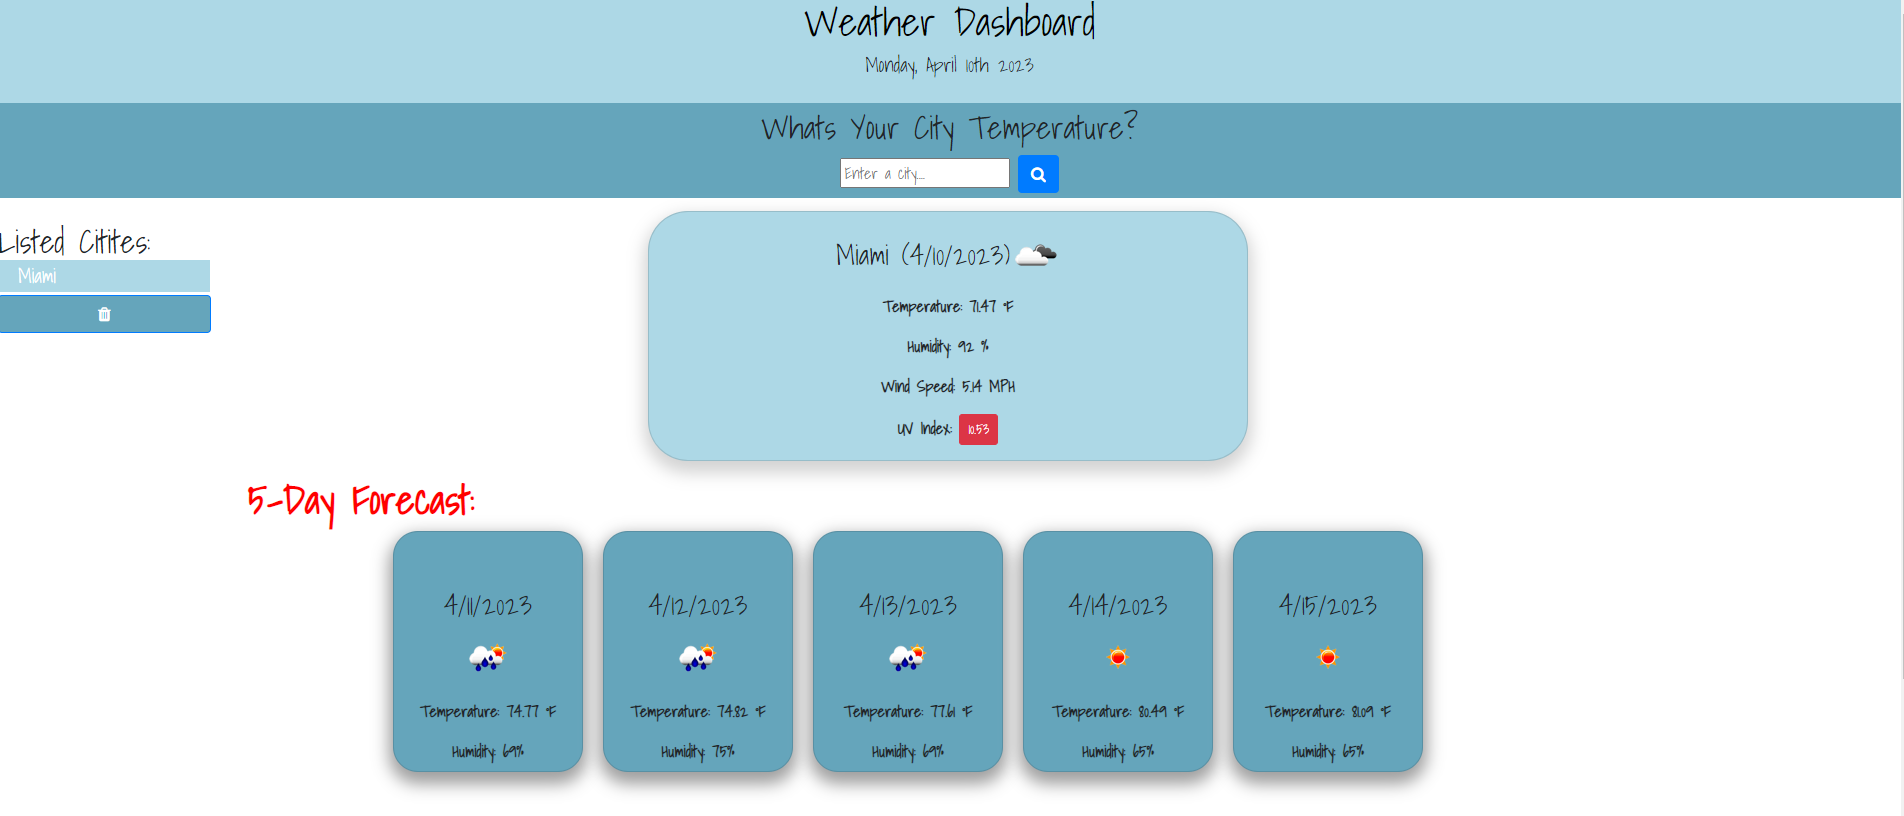 Weather Dashboard
Monday, April 10th 2023
Whats Your City Temperature?
Enter a city...
Listed Citites:
Miami
Miami (4/10/2023)
Temperature: 71.47 °F
Humidity: 92 %
Wind Speed: 5.14 MPH
UV Index: 10.53
5-Day Forecast:
4/11/2023 4/12/2023 4/13/2023 4/14/2023 4/15/2023
Temperature: 74.77 °F Temperature: 74.82 °F Temperature: 77.61 °F Temperature: 80.49 °F Temperature: 81.09 °F
Humidity: 69% Humidity: 75% Humidity: 69% Humidity: 65% Humidity: 65%